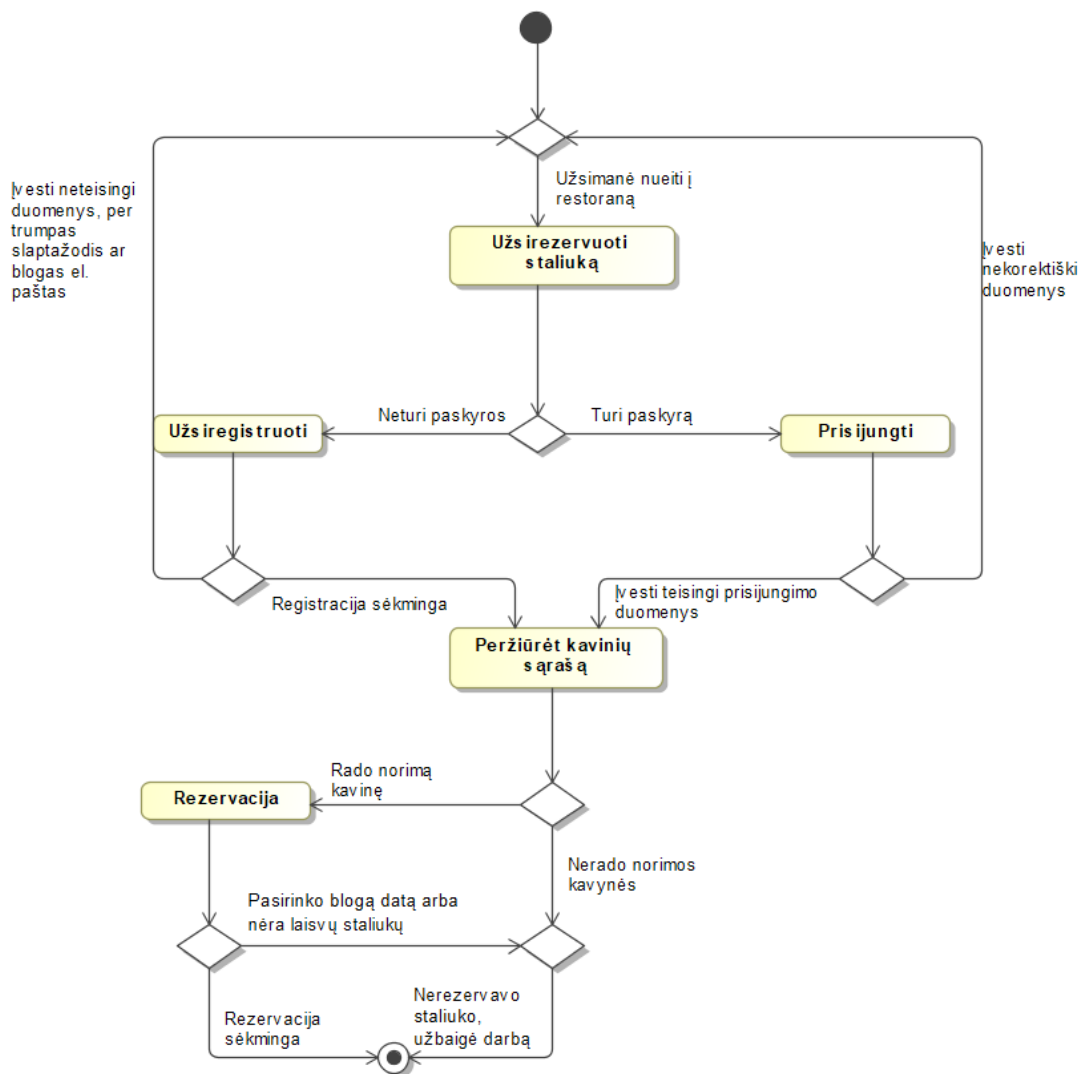 Užsimanė nueiti į
restoraną
Įvesti neteisingi
duomenys, per
trumpas
slaptažodis ar
blogas el.
paštas
Užsirezervuoti
staliuką
Įvesti
nekorektiški
duomenys
Neturi paskyros
Turi paskyrą
Užsiregistruoti
Prisijungti
Registracija sėkminga
Įvesti teisingi prisijungimo
duomenys
Peržiūrėt kavinių
sąrašą
Rado norimą
kavinę
Rezervacija
Nerado norimos
kavynės
Pasirinko blogą datą arba
nėra laisvų staliukų
Rezervacija
sėkminga
Nerezervavo
staliuko,
užbaigė darbą